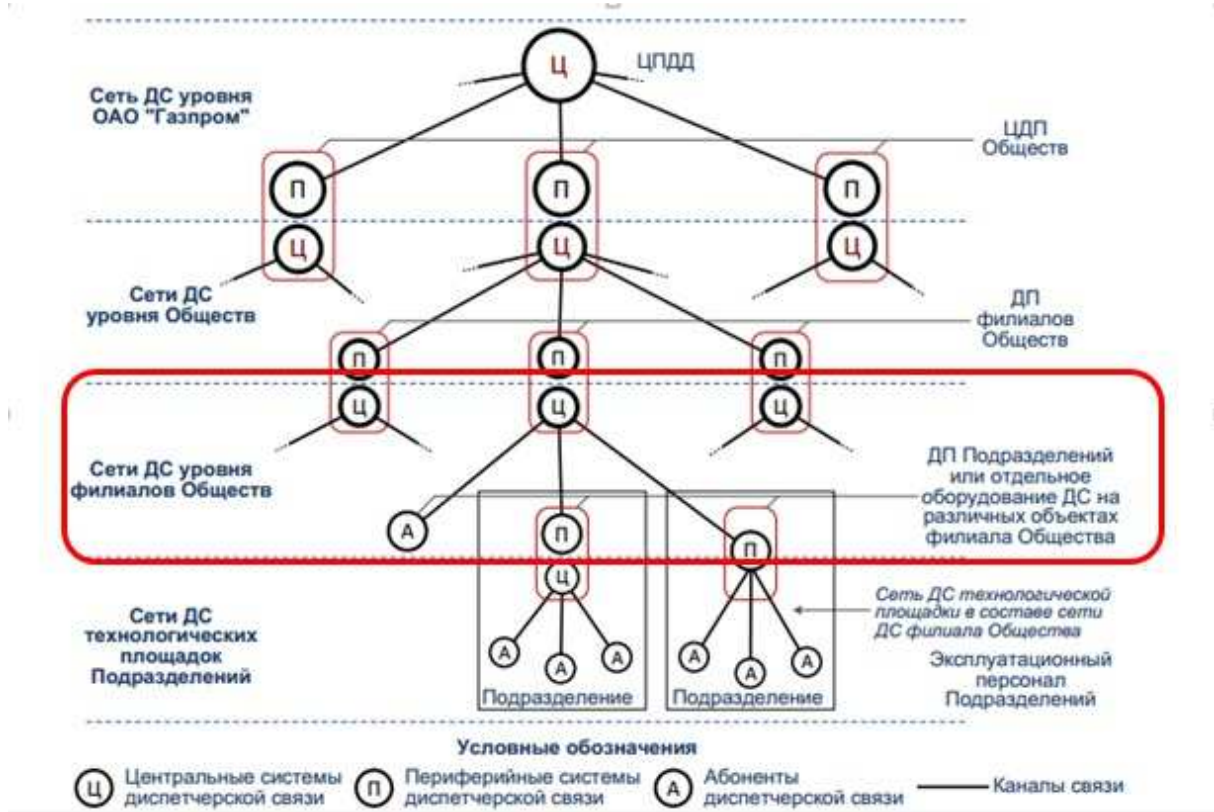 Ц
ЦПДД
Сеть ДС уровня
ОАО "Газпром"
ЦДП
Обществ
П
П
П
Ц
Ц
Ц
Сети ДС
уровня Обществ
ДП
филиалов
Обществ
П
П
П
Ц
Ц
Ц
Сети ДС уровня
филиалов Обществ
ДП Подразделений
или отдельное
оборудование ДС на
различных объектах
филиала Общества
А
П
П
Ц
Сети ДС
технологических
площадок
Подразделений
Сеть ДС технологической
площадки в составе сети
ДС филиала Общества
А
А
А
А
А
А
Эксплуатационный
персонал
Подразделений
Подразделение
Подразделение
Условные обозначения
Ц
Центральные системы
диспетчерской связи
П
Периферийные системы
диспетчерской связи
А
Абоненты
диспетчерской связи
Каналы связи